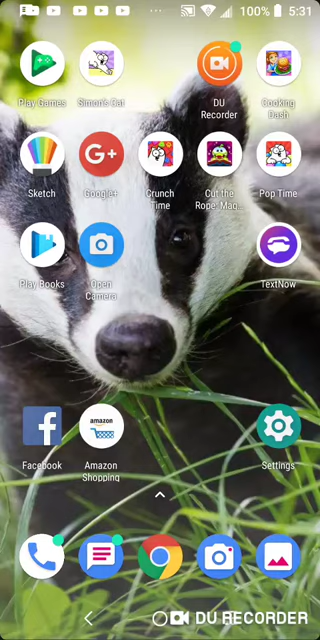 100% 5:31
Play Games
Simon's Cat
DU
Recorder
Cooking
Dash
Sketch
G+
Google+
Crunch
Time
Cut the
Rope: Mag…
Pop Time
Play Books
Open
Camera
TextNow
f
Facebook
amazon
Amazon
Shopping
Settings
DU RECORDER